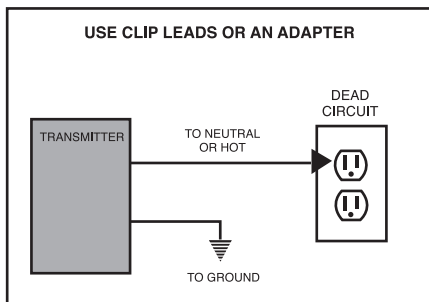 USE CLIP LEADS OR AN ADAPTER
DEAD
CIRCUIT
TRANSMITTER
TO NEUTRAL
OR HOT
TO GROUND